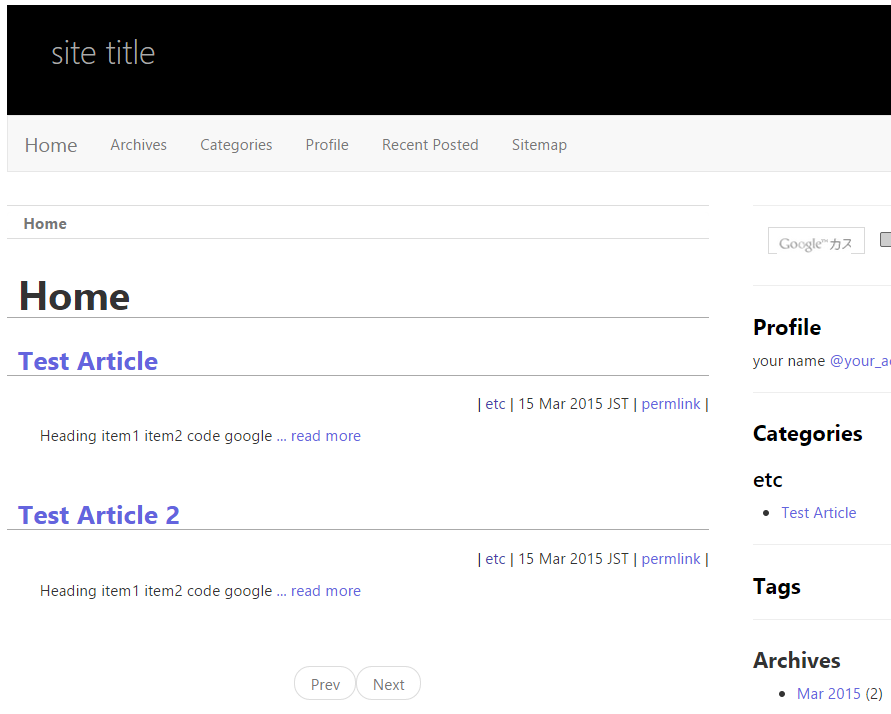 site title
Home Archives Categories Profile Recent Posted Sitemap
Home
Home
Test Article
| etc | 15 Mar 2015 JST | permlink |
Heading item1 item2 code google ... read more
Test Article 2
| etc | 15 Mar 2015 JST | permlink |
Heading item1 item2 code google ... read more
Prev Next
Google™カス
Profile
your name @your_a
Categories
etc
Test Article
Tags
Archives
Mar 2015 (2)